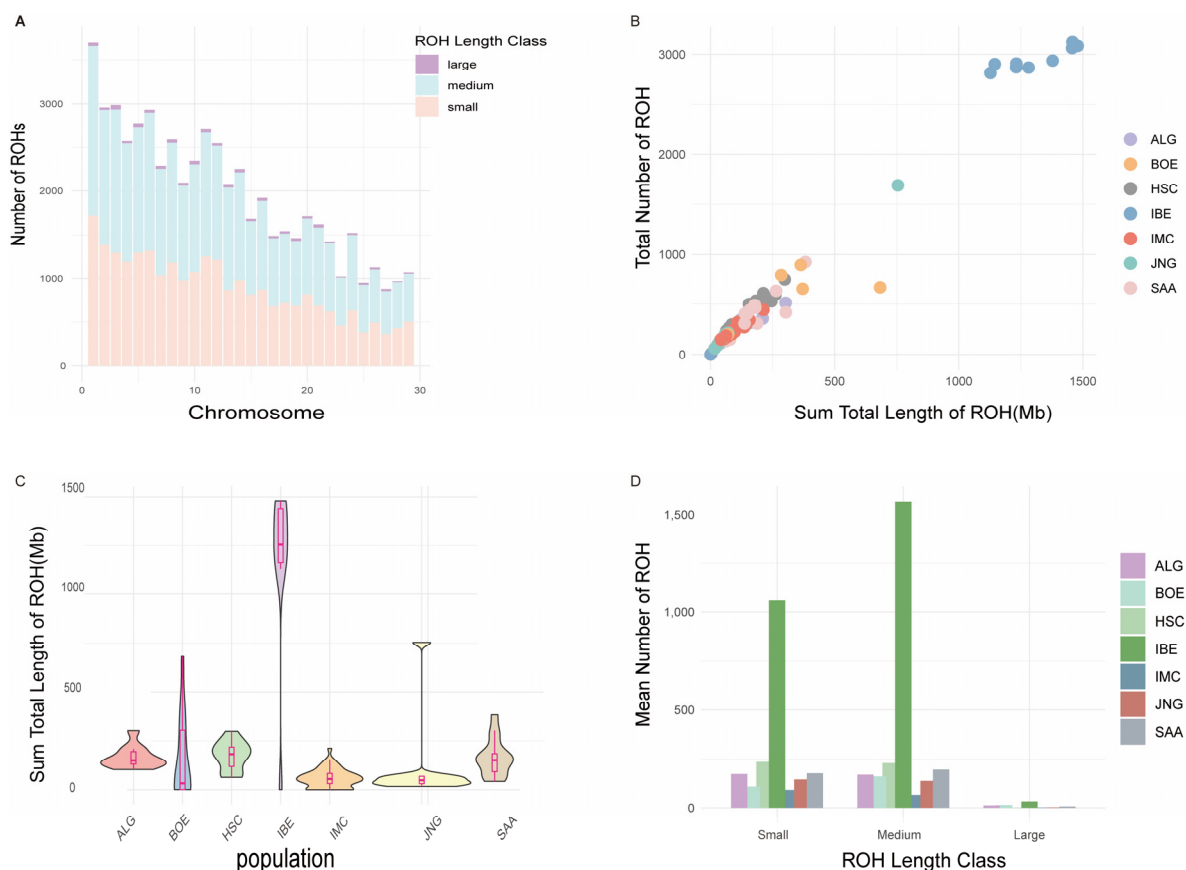 A
Number of ROHs
3000
2000
1000
0
0
10
20
30
Chromosome
ROH Length Class
large
medium
small
B
Total Number of ROH
3000
2000
1000
0
0
500
1000
1500
Sum Total Length of ROH(Mb)
ALG
BOE
HSC
IBE
IMC
JNG
SAA
C
Sum Total Length of ROH(Mb)
1500
1000
500
0
ALG
BOE
HSC
IBE
IMC
JNG
SAA
population
D
Mean Number of ROH
1,500
1,000
500
0
Small
Medium
Large
ROH Length Class
ALG
BOE
HSC
IBE
IMC
JNG
SAA